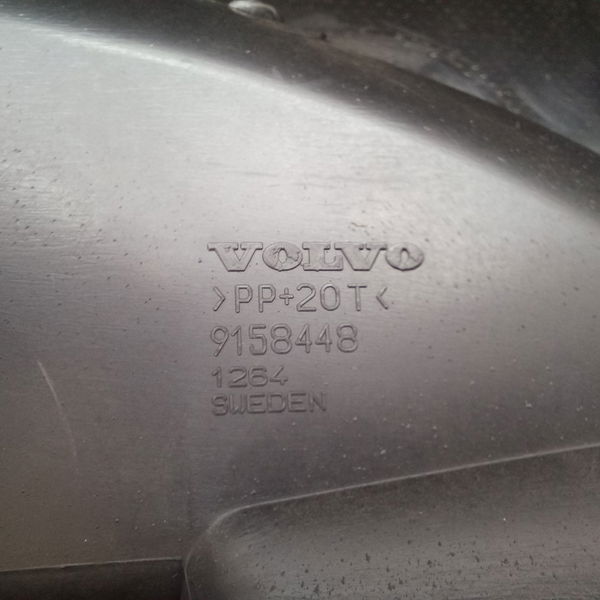 VOLVO
>PP+20T<
9158448
1264
SWEDEN